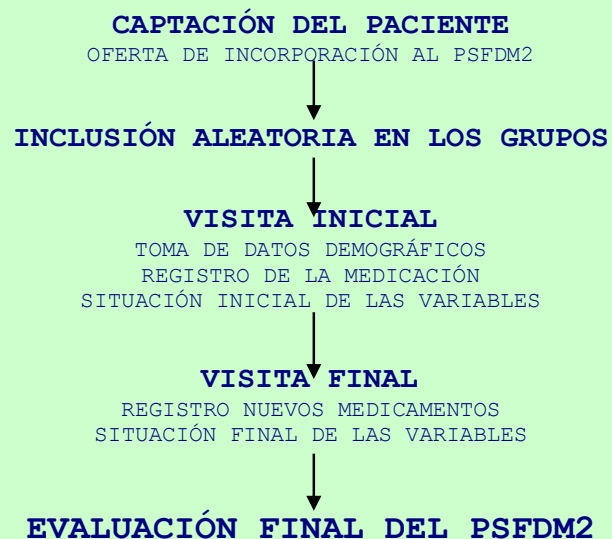 CAPTACIÓN DEL PACIENTE
OFERTA DE INCORPORACIÓN AL PSFDM2
INCLUSIÓN ALEATORIA EN LOS GRUPOS
VISITA INICIAL
TOMA DE DATOS DEMOGRÁFICOS
REGISTRO DE LA MEDICACIÓN
SITUACIÓN INICIAL DE LAS VARIABLES
VISITA FINAL
REGISTRO NUEVOS MEDICAMENTOS
SITUACIÓN FINAL DE LAS VARIABLES
EVALUACIÓN FINAL DEL PSFDM2